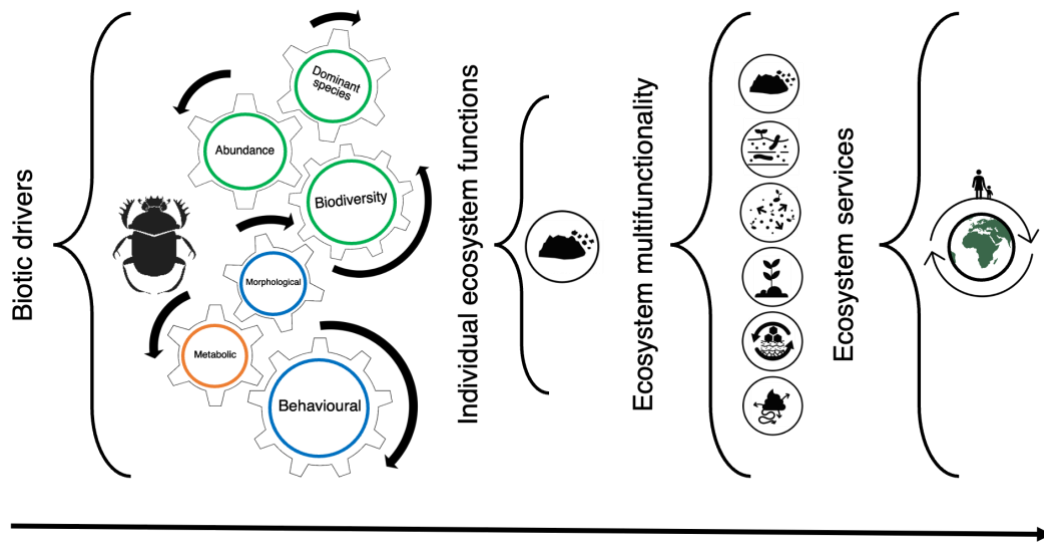 Biotic drivers
Dominant
species
Abundance
Biodiversity
Morphological
Metabolic
Behavioural
Individual ecosystem functions
Ecosystem multifunctionality
Ecosystem services